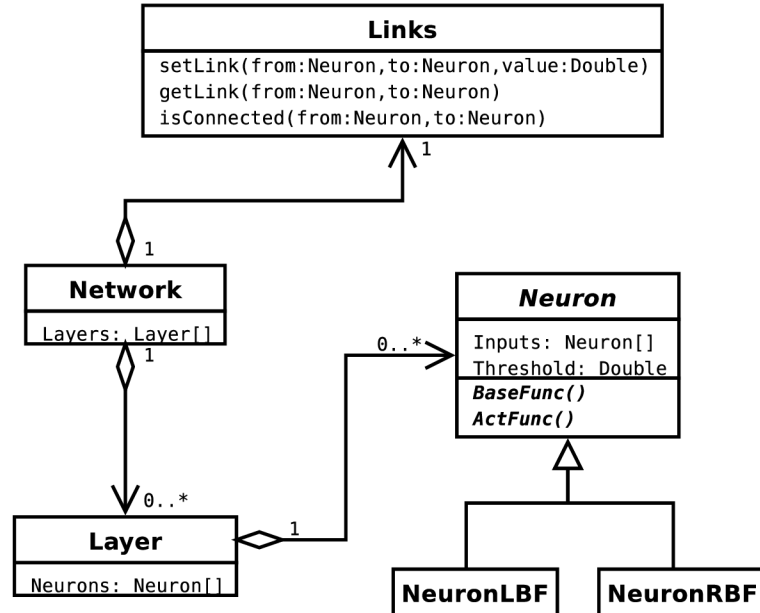 Links
setLink(from:Neuron,to:Neuron,value:Double)
getLink(from:Neuron,to:Neuron)
isConnected(from:Neuron,to:Neuron)
1
1
Network
Layers: Layer[]
1
Neuron
Inputs: Neuron[]
Threshold: Double
BaseFunc()
ActFunc()
0..*
0..*
1
Layer
Neurons: Neuron[]
NeuronLBF
NeuronRBF